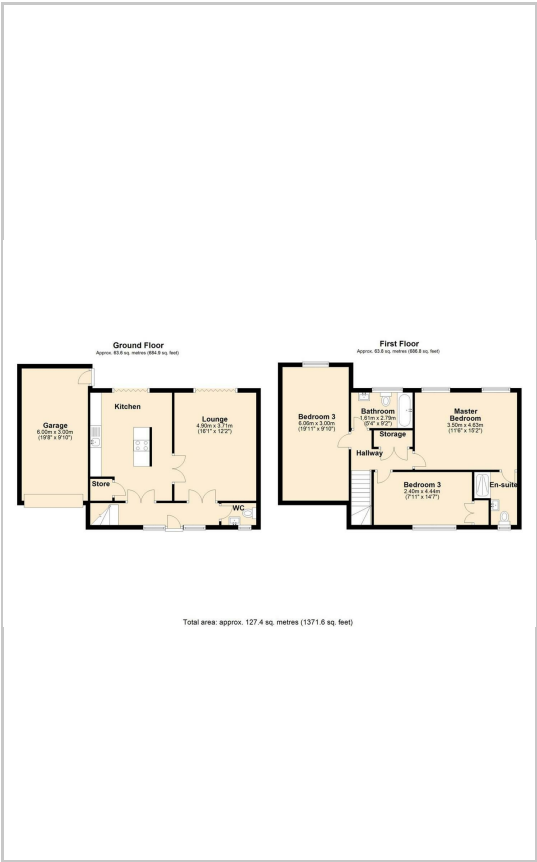 Ground Floor
Approx. 63.6 sq. metres (684.9 sq. feet)
Kitchen
Garage
6.00m x 3.00m
(19'8" x 9'10")
Lounge
4.90m x 3.71m
(16'1" x 12'2")
Store
WC
First Floor
Approx. 63.8 sq. metres (686.8 sq. feet)
Bedroom 3
6.06m x 3.00m
(19'11" x 9'10")
Bathroom
1.61m x 2.79m
(5'4" x 9'2")
Master
Bedroom
3.50m x 4.63m
(11'6" x 15'2")
Storage
Hallway
Bedroom 3
2.40m x 4.44m
(7'11" x 14'7")
En-suite
Total area: approx. 127.4 sq. metres (1371.6 sq. feet)